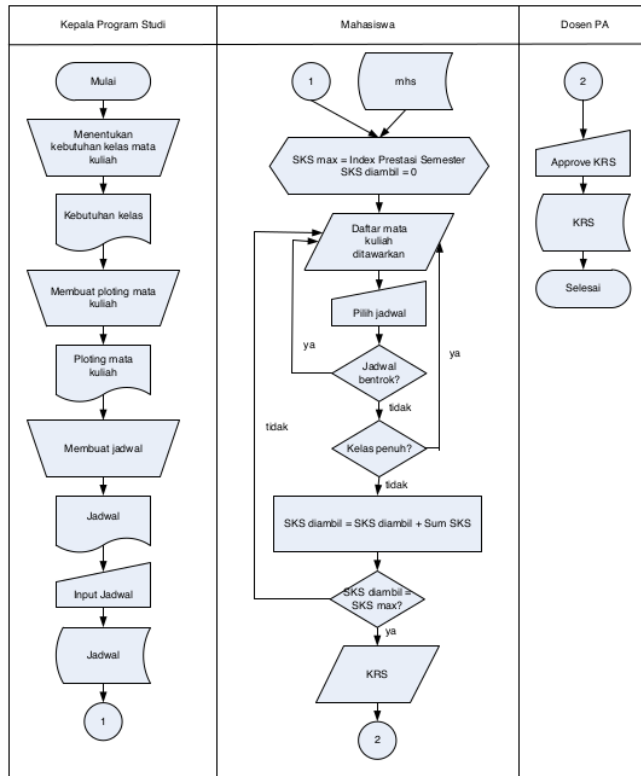 Kepala Program Studi
Mulai
Menentukan
kebutuhan kelas mata
kuliah
Kebutuhan kelas
Membuat ploting mata
kuliah
Ploting mata
kuliah
Membuat jadwal
Jadwal
Input Jadwal
Jadwal
1
Mahasiswa
1
mhs
SKS max = Index Prestasi Semester
SKS diambil = 0
Daftar mata
kuliah
ditawarkan
Pilih jadwal
ya
Jadwal
bentrok?
ya
tidak
tidak
Kelas penuh?
tidak
SKS diambil = SKS diambil + Sum SKS
SKS diambil =
SKS max?
ya
KRS
2
Dosen PA
2
Approve KRS
KRS
Selesai